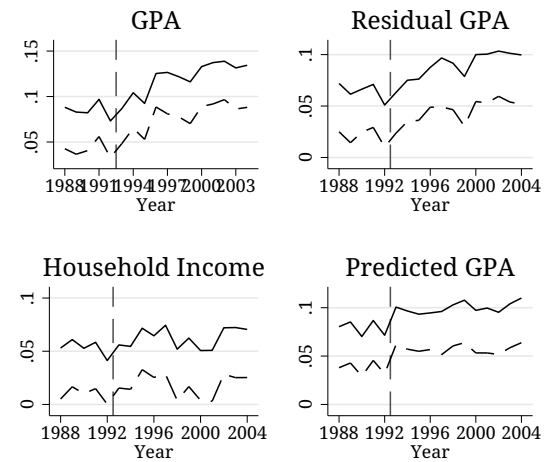 GPA
.15
.1
.05
1988 1991 1994 1997 2000 2003
Year
Residual GPA
.1
.05
0
1988 1992 1996 2000 2004
Year
Household Income
.1
.05
0
1988 1992 1996 2000 2004
Year
Predicted GPA
.1
.05
0
1988 1992 1996 2000 2004
Year